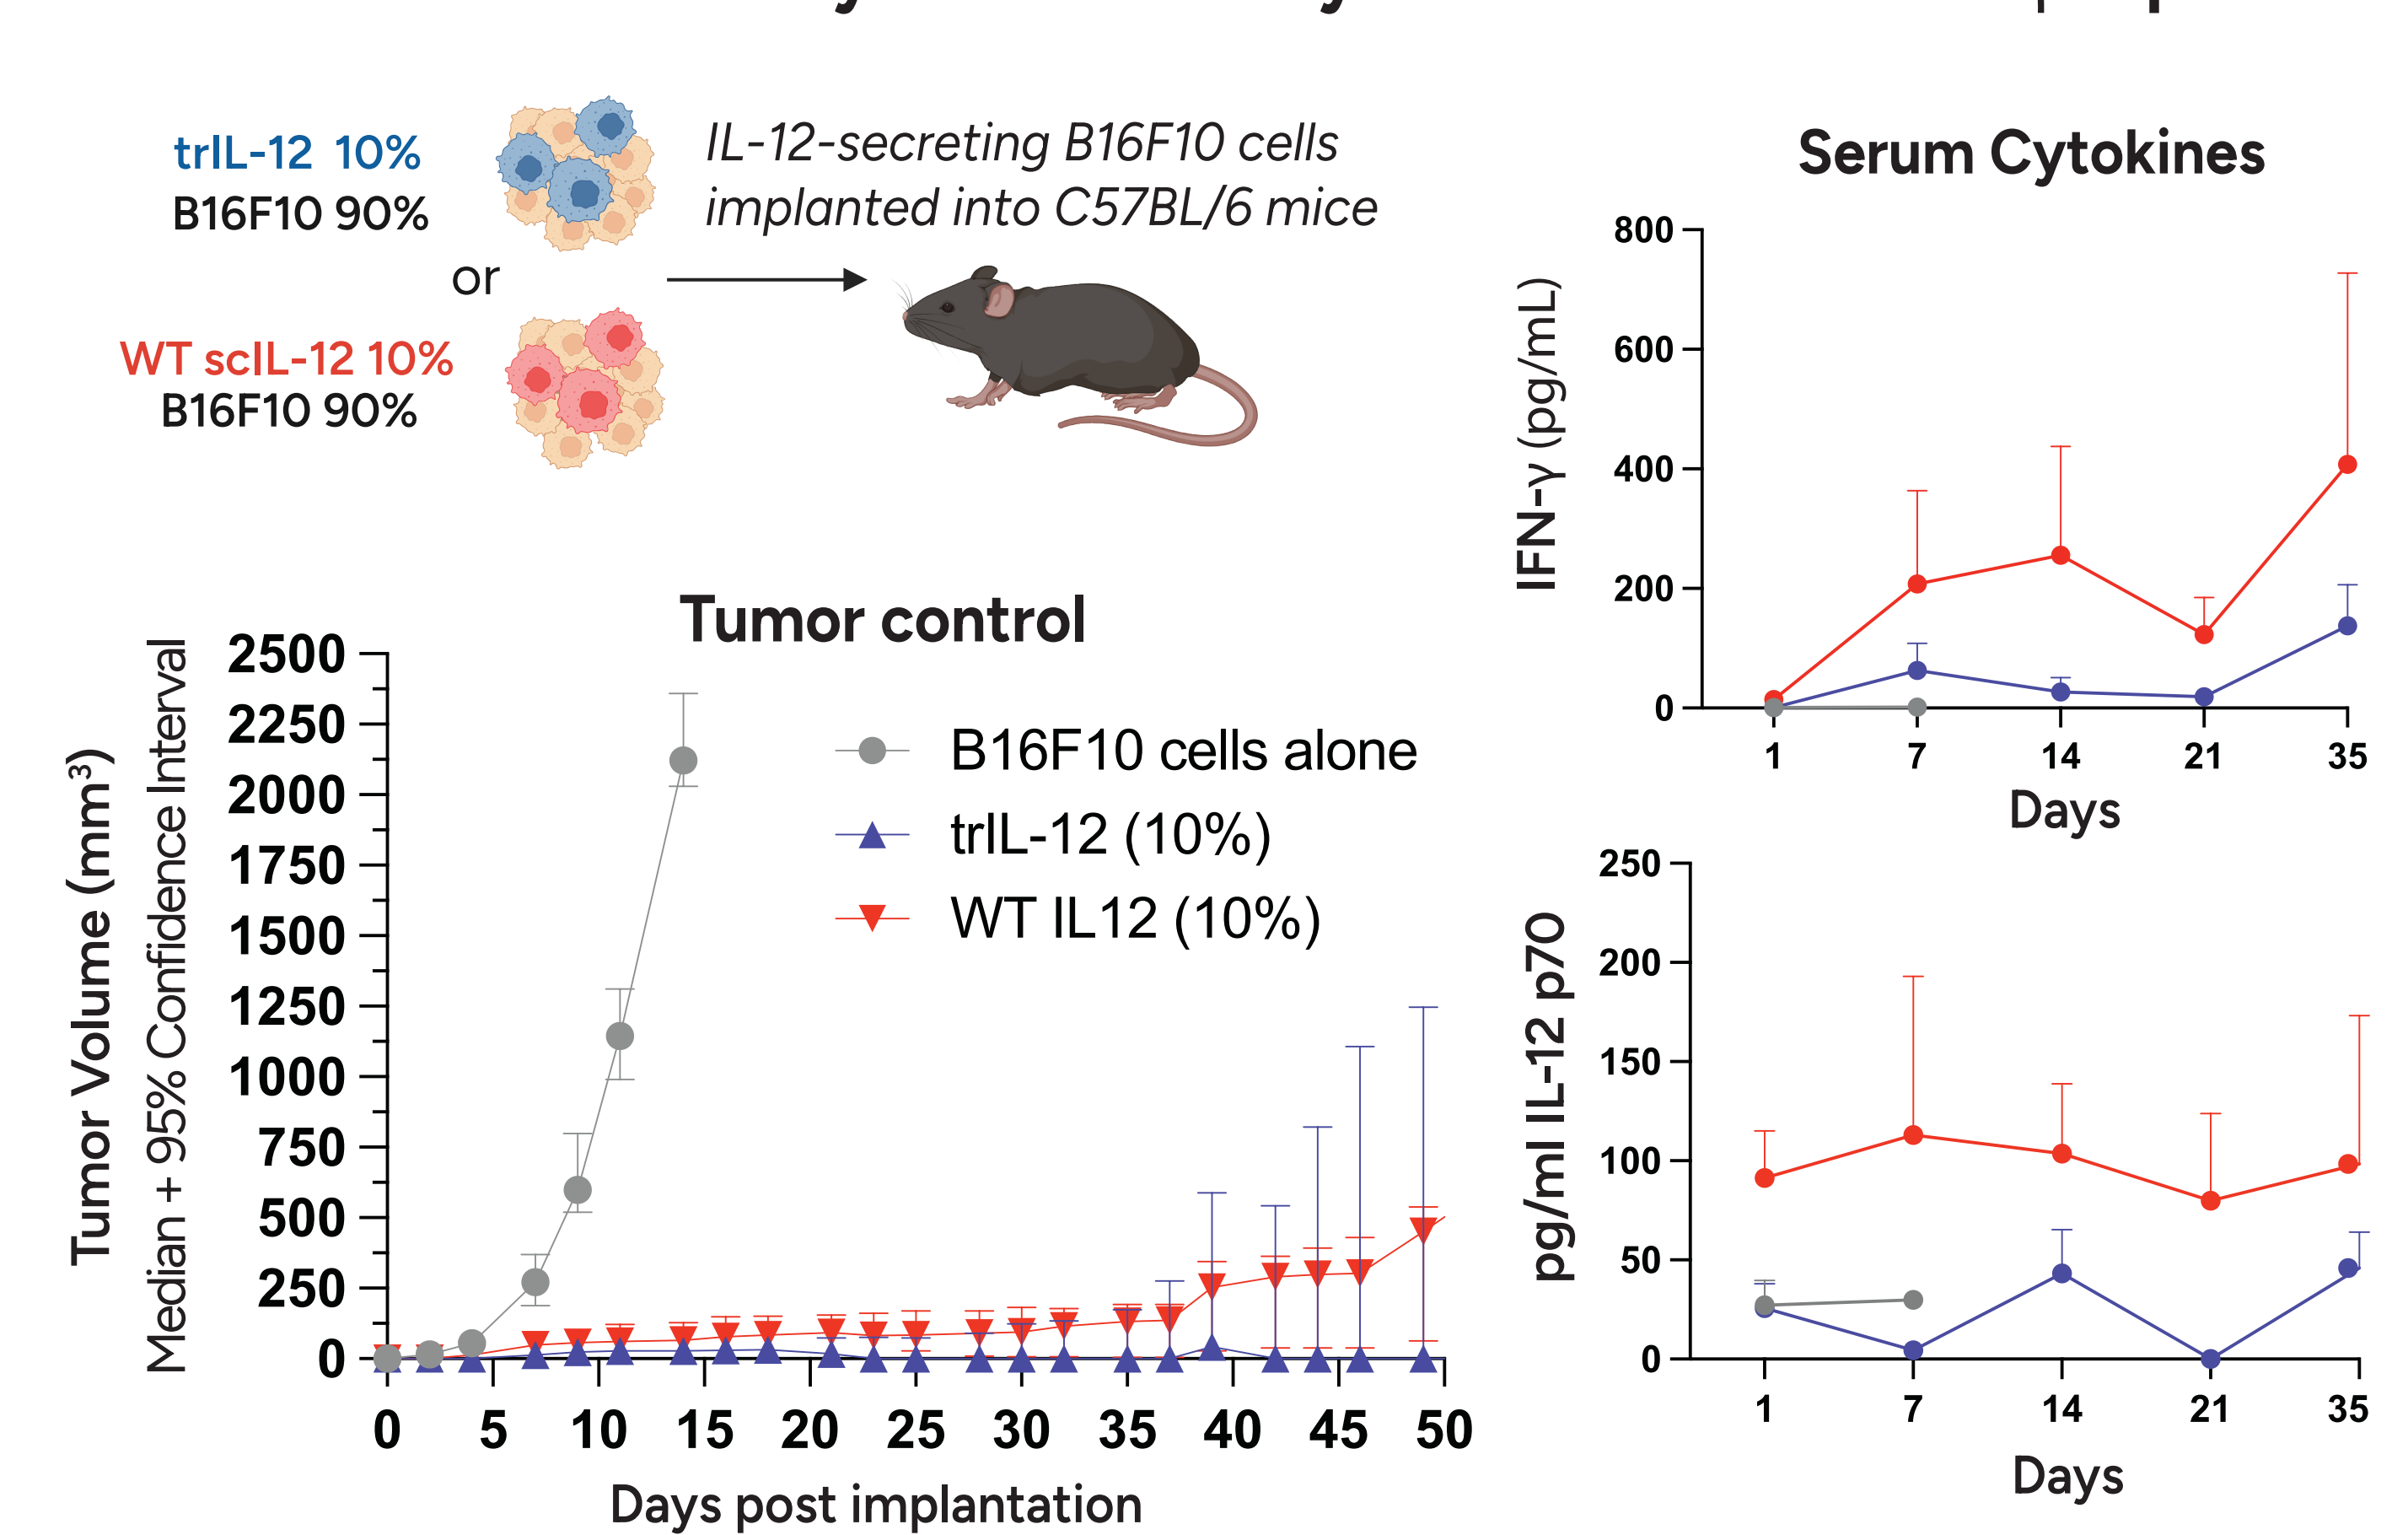 trIL-12 10%
B16F10 90%
or
WT scIL-12 10%
B16F10 90%
IL-12-secreting B16F10 cells
implanted into C57BL/6 mice
Tumor control
Tumor Volume (mm³)
Median + 95% Confidence Interval
2500
2250
2000
1750
1500
1250
1000
750
500
250
0
B16F10 cells alone
trIL-12 (10%)
WT IL12 (10%)
0 5 10 15 20 25 30 35 40 45 50
Days post implantation
Serum Cytokines
IFN-γ (pg/mL)
800
600
400
200
0
1 7 14 21 35
Days
pg/ml IL-12 p70
250
200
150
100
50
0
1 7 14 21 35
Days